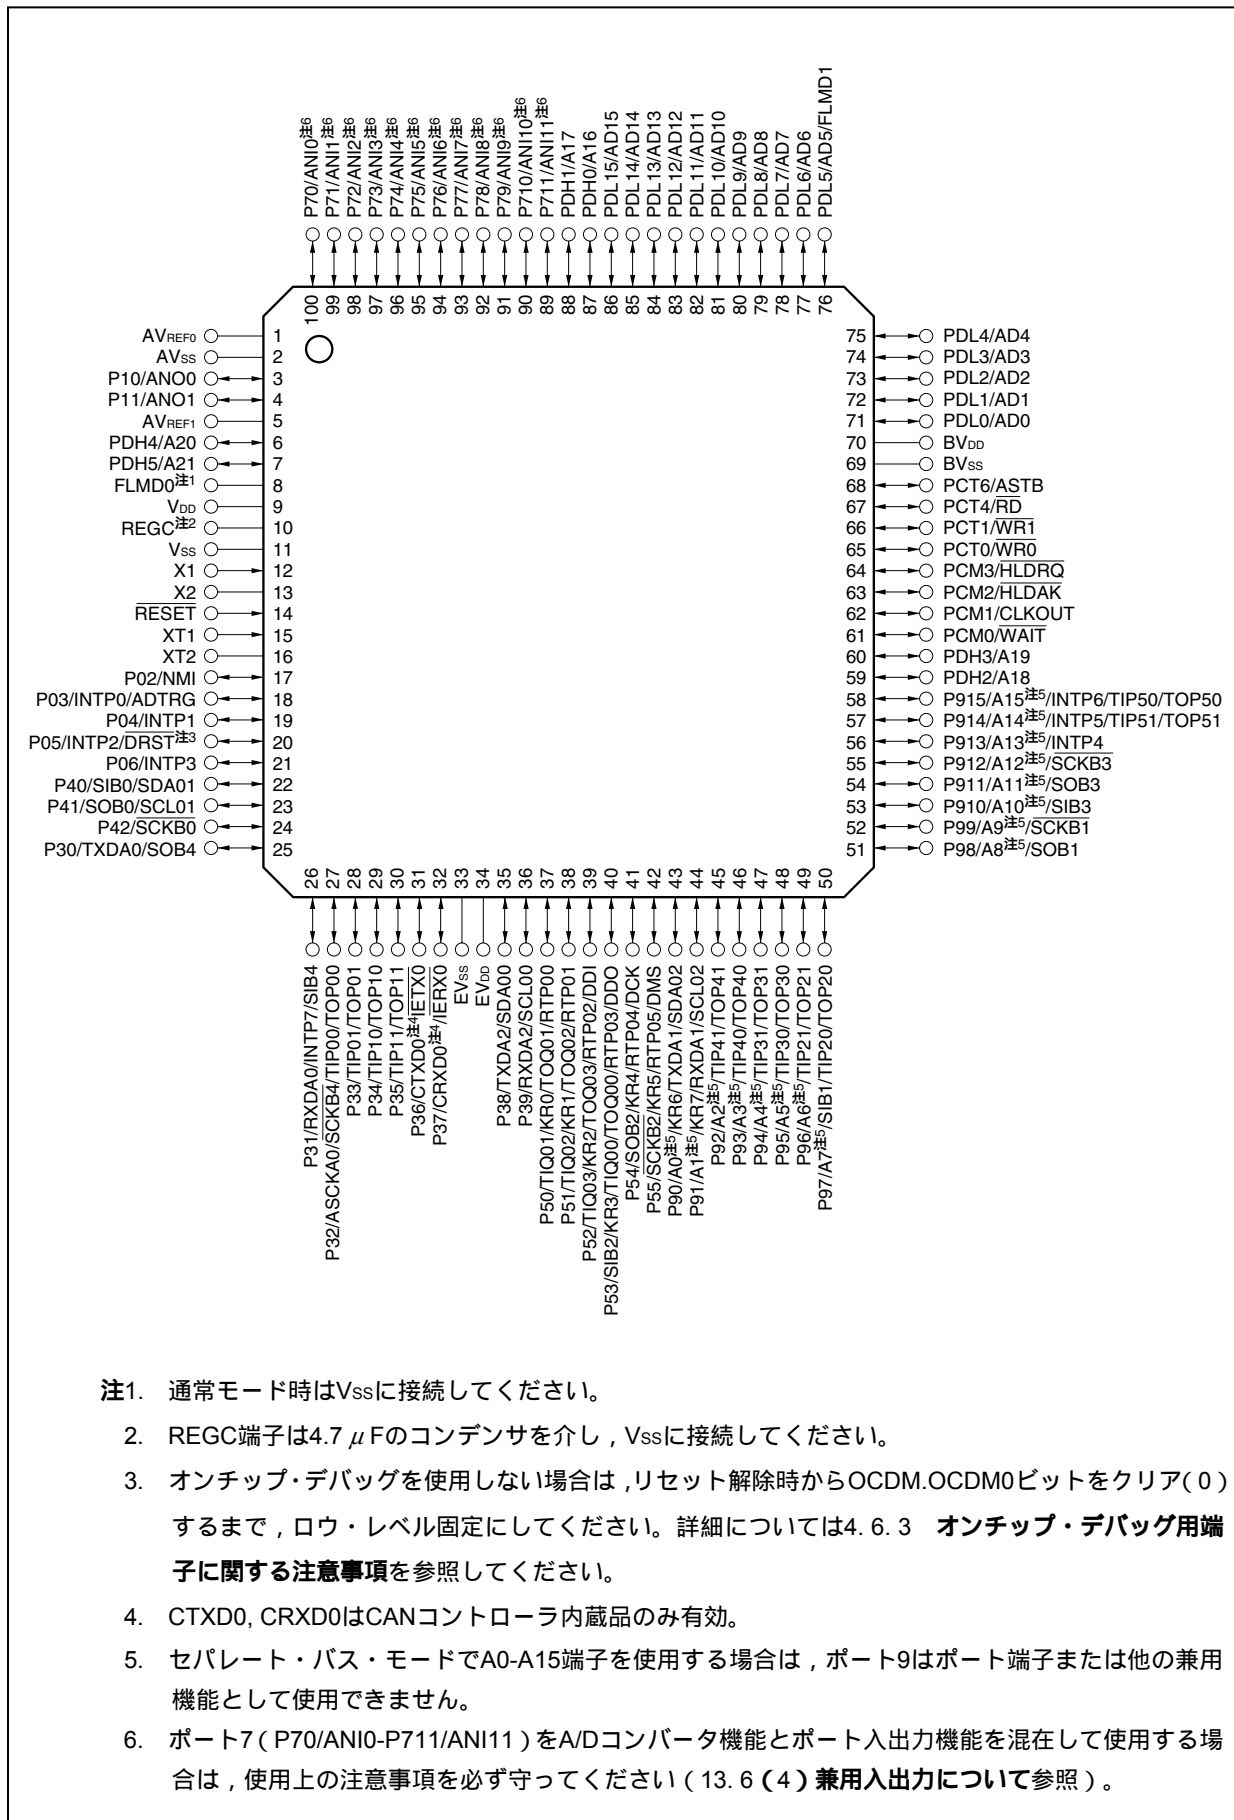 P70/ANI0注6
P71/ANI1注6
P72/ANI2注6
P73/ANI3注6
P74/ANI4注6
P75/ANI5注6
P76/ANI6注6
P77/ANI7注6
P78/ANI8注6
P79/ANI9注6
P710/ANI10注6
P711/ANI11注6
PDH1/A17
PDH0/A16
PDL15/AD15
PDL14/AD14
PDL13/AD13
PDL12/AD12
PDL11/AD11
PDL10/AD10
PDL9/AD9
PDL8/AD8
PDL7/AD7
PDL6/AD6
PDL5/AD5/FLMD1
100 99 98 97 96 95 94 93 92 91 90 89 88 87 86 85 84 83 82 81 80 79 78 77 76
AVREF0 1
AVSS 2
P10/ANO0 3
P11/ANO1 4
AVREF1 5
PDH4/A20 6
PDH5/A21 7
FLMD0注1 8
VDD 9
REGC注2 10
VSS 11
X1 12
X2 13
RESET 14
XT1 15
XT2 16
P02/NMI 17
P03/INTP0/ADTRG 18
P04/INTP1 19
P05/INTP2/DRST注3 20
P06/INTP3 21
P40/SIB0/SDA01 22
P41/SOB0/SCL01 23
P42/SCKB0 24
P30/TXDA0/SOB4 25
75 PDL4/AD4
74 PDL3/AD3
73 PDL2/AD2
72 PDL1/AD1
71 PDL0/AD0
70 BVDD
69 BVSS
68 PCT6/ASTB
67 PCT4/RD
66 PCT1/WR1
65 PCT0/WR0
64 PCM3/HLDRQ
63 PCM2/HLDAK
62 PCM1/CLKOUT
61 PCM0/WAIT
60 PDH3/A19
59 PDH2/A18
58 P915/A15注5/INTP6/TIP50/TOP50
57 P914/A14注5/INTP5/TIP51/TOP51
56 P913/A13注5/INTP4
55 P912/A12注5/SCKB3
54 P911/A11注5/SOB3
53 P910/A10注5/SIB3
52 P99/A9注5/SCKB1
51 P98/A8注5/SOB1
26 27 28 29 30 31 32 33 34 35 36 37 38 39 40 41 42 43 44 45 46 47 48 49 50
P31/RXDA0/INTP7/SIB4
P32/ASCKA0/SCKB4/TIP00/TOP00
P33/TIP01/TOP01
P34/TIP10/TOP10
P35/TIP11/TOP11
P36/CTXD0注4/IETX0
P37/CRXD0注4/IERX0
EVSS
EVDD
P38/TXDA2/SDA00
P39/RXDA2/SCL00
P50/TIQ01/KR0/TOQ01/RTP00
P51/TIQ02/KR1/TOQ02/RTP01
P52/TIQ03/KR2/TOQ03/RTP02/DDI
P53/SIB2/KR3/TIQ00/TOQ00/RTP03/DDO
P54/SOB2/KR4/RTP04/DCK
P55/SCKB2/KR5/RTP05/DMS
P90/A0注5/KR6/TXDA1/SDA02
P91/A1注5/KR7/RXDA1/SCL02
P92/A2注5/TIP41/TOP41
P93/A3注5/TIP40/TOP40
P94/A4注5/TIP31/TOP31
P95/A5注5/TIP30/TOP30
P96/A6注5/TIP21/TOP21
P97/A7注5/SIB1/TIP20/TOP20
注1. 通常モード時はVSSに接続してください。
2. REGC端子は4.7 μFのコンデンサを介し，VSSに接続してください。
3. オンチップ・デバッグを使用しない場合は，リセット解除時からOCDM.OCDM0ビットをクリア（0）
するまで，ロウ・レベル固定にしてください。詳細については4. 6. 3 オンチップ・デバッグ用端
子に関する注意事項を参照してください。
4. CTXD0, CRXD0はCANコントローラ内蔵品のみ有効。
5. セパレート・バス・モードでA0-A15端子を使用する場合は，ポート9はポート端子または他の兼用
機能として使用できません。
6. ポート7（P70/ANI0-P711/ANI11）をA/Dコンバータ機能とポート入出力機能を混在して使用する場
合は，使用上の注意事項を必ず守ってください（13. 6（4）兼用入出力について参照）。